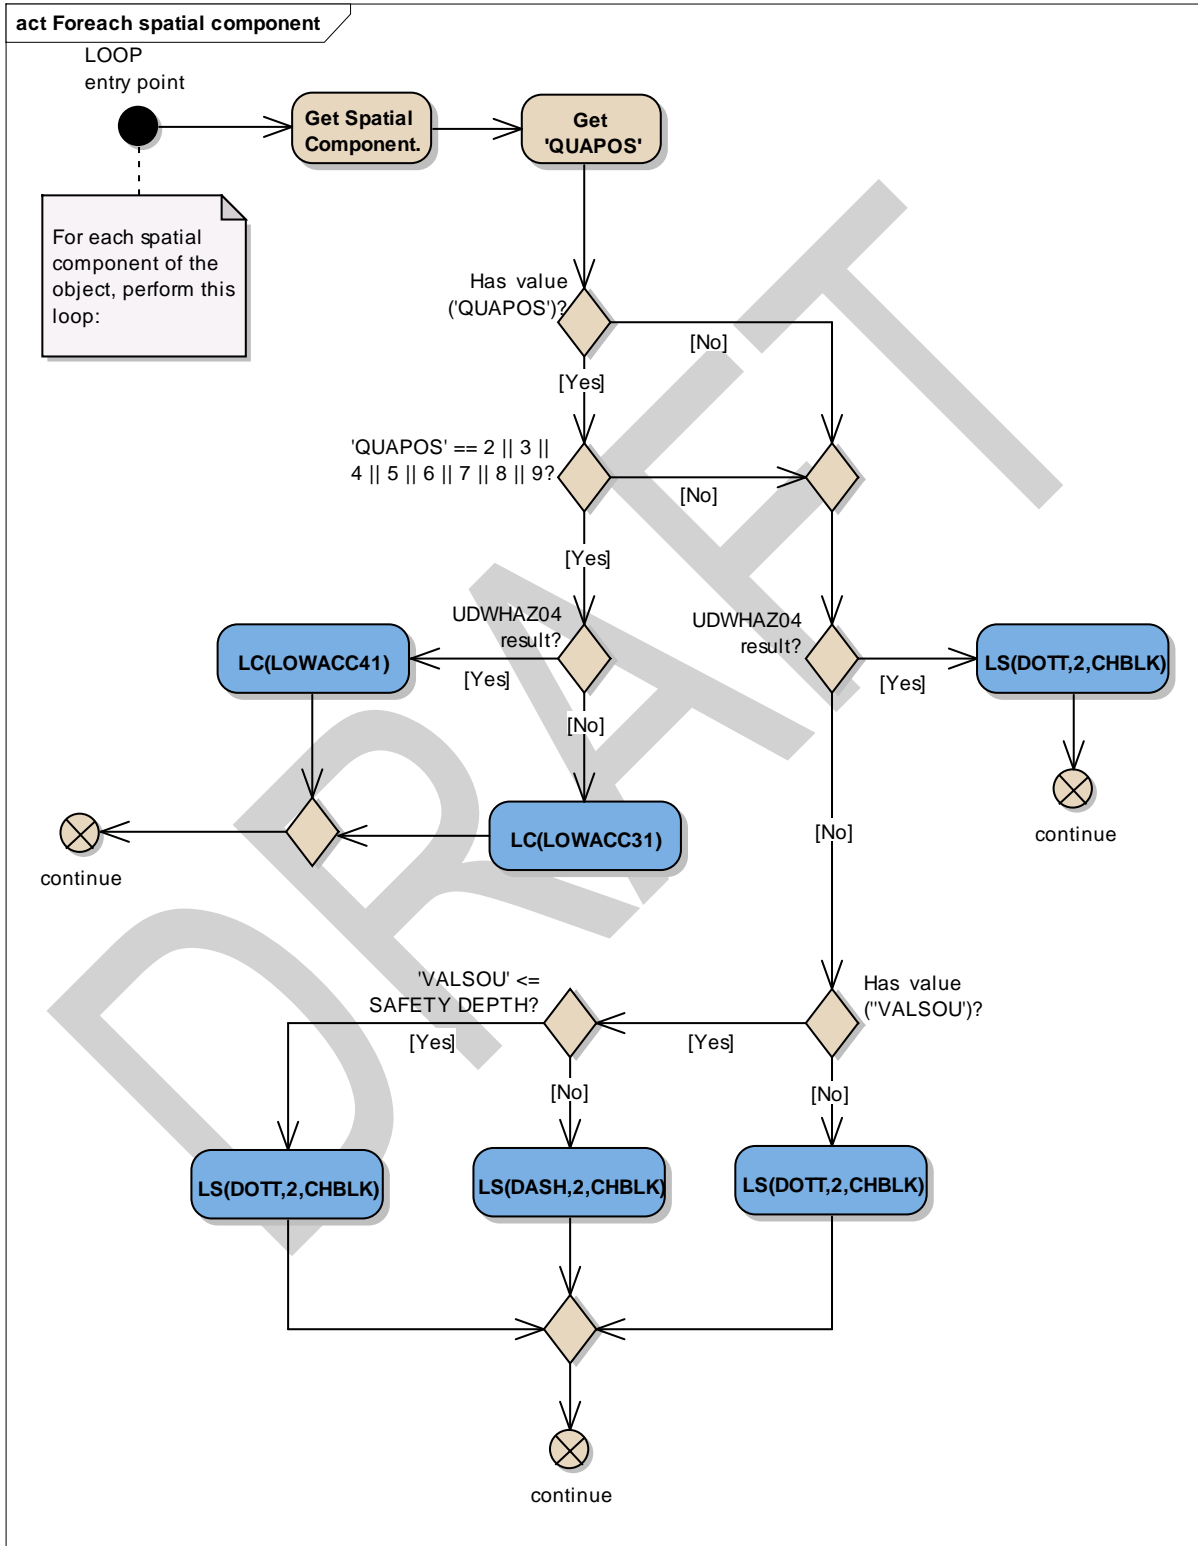 act Foreach spatial component
LOOP
entry point
Get Spatial
Component.
Get
'QUAPOS'
For each spatial
component of the
object, perform this
loop:
Has value
('QUAPOS')?
[No]
[Yes]
'QUAPOS' == 2 || 3 ||
4 || 5 || 6 || 7 || 8 || 9?
[No]
[Yes]
UDWHAZ04
result?
UDWHAZ04
result?
LC(LOWACC41)
[Yes]
LS(DOTT,2,CHBLK)
[Yes]
[No]
LC(LOWACC31)
[No]
continue
continue
'VALSOU' <=
SAFETY DEPTH?
Has value
("VALSOU')?
[Yes]
[Yes]
[No]
[No]
LS(DOTT,2,CHBLK)
LS(DASH,2,CHBLK)
LS(DOTT,2,CHBLK)
continue
DRAFT